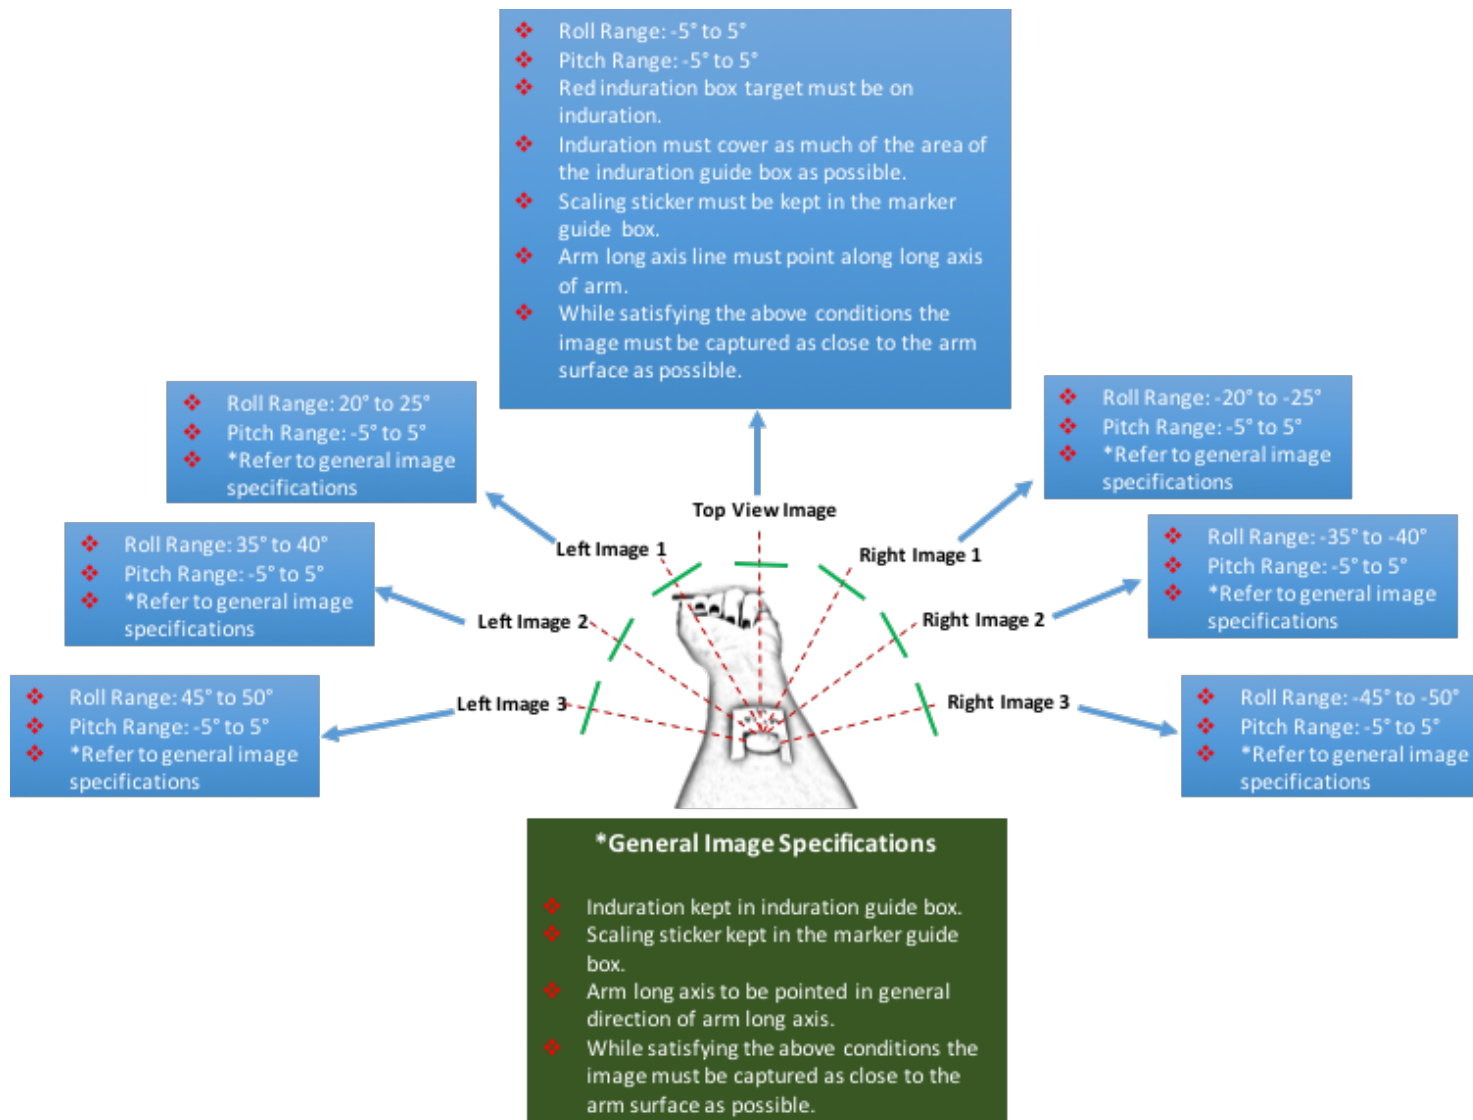 ❖ Roll Range: -5° to 5°
❖ Pitch Range: -5° to 5°
❖ Red induration box target must be on
induration.
❖ Induration must cover as much of the area of
the induration guide box as possible.
❖ Scaling sticker must be kept in the marker
guide box.
❖ Arm long axis line must point along long axis
of arm.
❖ While satisfying the above conditions the
image must be captured as close to the arm
surface as possible.
❖ Roll Range: 20° to 25°
❖ Pitch Range: -5° to 5°
❖ *Refer to general image
specifications
❖ Roll Range: -20° to -25°
❖ Pitch Range: -5° to 5°
❖ *Refer to general image
specifications
Top View Image
Left Image 1
Right Image 1
❖ Roll Range: 35° to 40°
❖ Pitch Range: -5° to 5°
❖ *Refer to general image
specifications
❖ Roll Range: -35° to -40°
❖ Pitch Range: -5° to 5°
❖ *Refer to general image
specifications
Left Image 2
Right Image 2
❖ Roll Range: 45° to 50°
❖ Pitch Range: -5° to 5°
❖ *Refer to general image
specifications
Left Image 3
Right Image 3
❖ Roll Range: -45° to -50°
❖ Pitch Range: -5° to 5°
❖ *Refer to general image
specifications
*General Image Specifications
❖ Induration kept in induration guide box.
❖ Scaling sticker kept in the marker guide
box.
❖ Arm long axis to be pointed in general
direction of arm long axis.
❖ While satisfying the above conditions the
image must be captured as close to the
arm surface as possible.